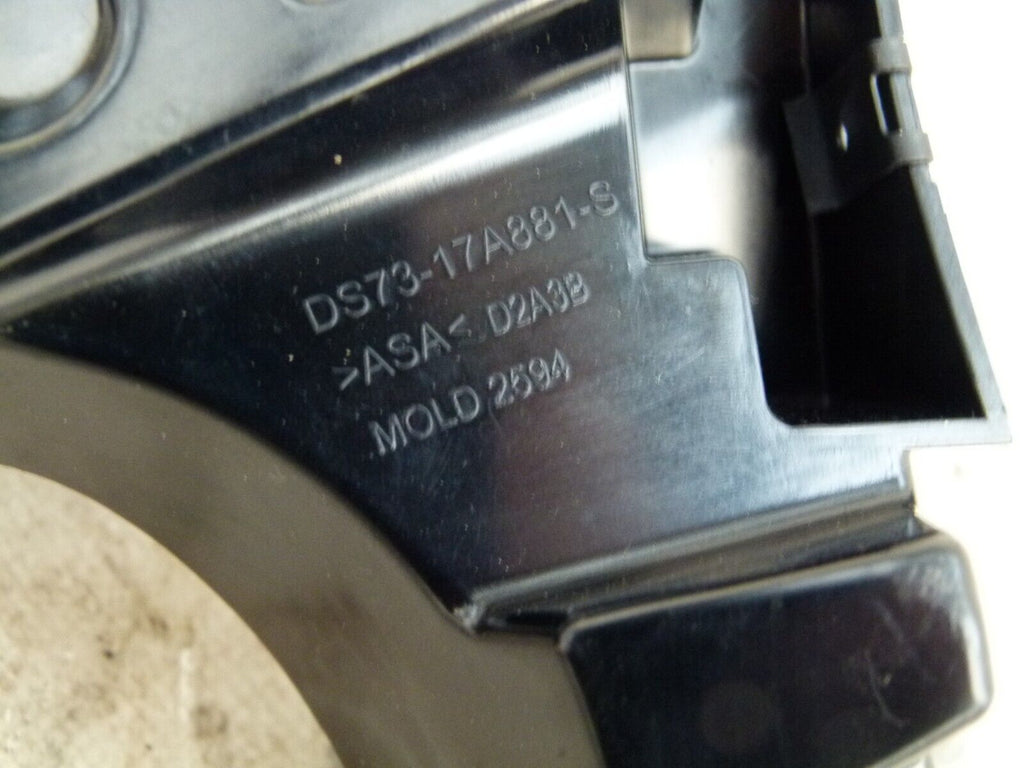 DS73-17A881-S
>ASA< D2A3B
MOLD 2594